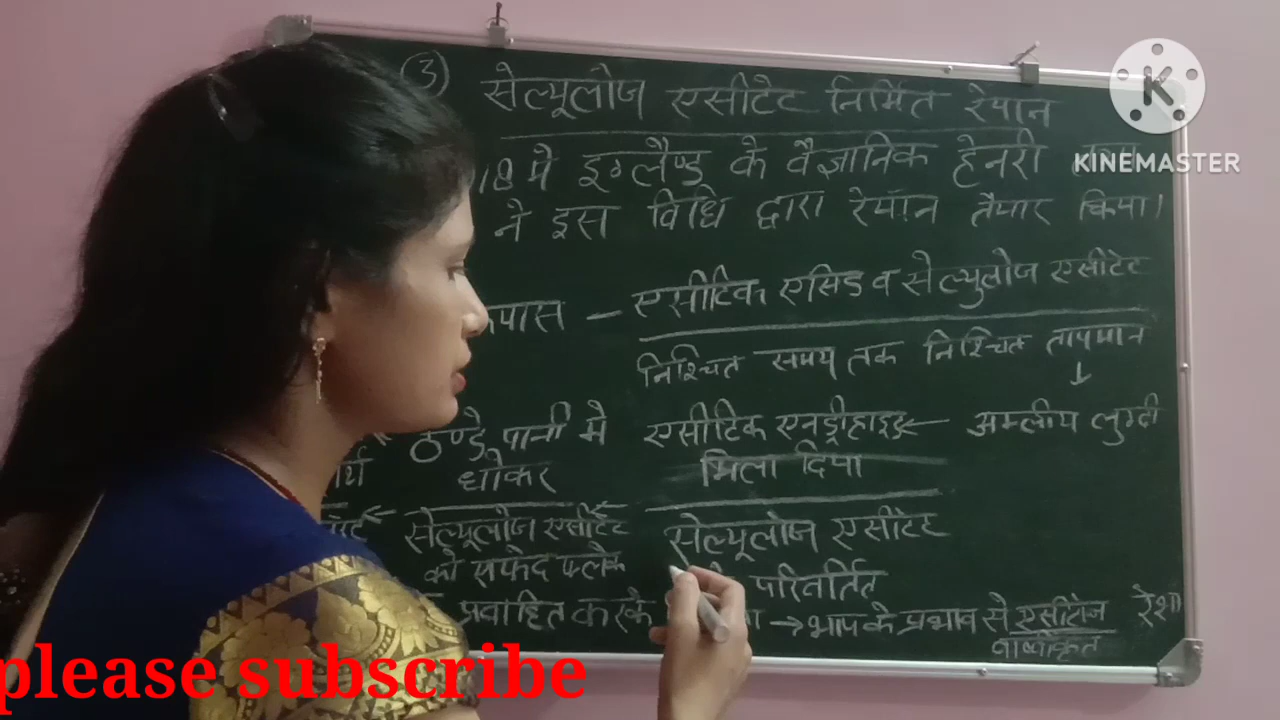 ③ सेल्यूलोज एसीटेट निर्मित रेयान
18 मे इग्लैण्ड के वैज्ञानिक हेनरी
ने इस विधि द्वारा रेयॉन तैयार किया।
कपास — एसीटिक एसिड व सेल्युलोज एसीटेट
निश्चित समय तक निश्चित तापमान
↓
ठण्डे पानी मे एसीटिक एनड्रीहाइड्र ← अम्लीय लुग्दी
धोकर मिला दिया
← सेल्यूलोज एसीटेट ← सेल्यूलोज एसीटेट
को सफेद फ्लेक परिवर्तित
प्रवाहित करके → भाप के प्रभाव से एसीटोन रेशा
वाष्पीकृत
K
KINEMASTER
please subscribe